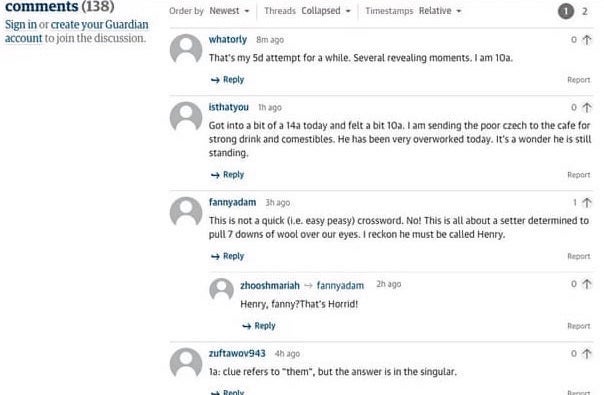 comments (138)
Sign in or create your Guardian
account to join the discussion.
Order by Newest Threads Collapsed Timestamps Relative 1 2
whatorly 8m ago 0
That's my 5d attempt for a while. Several revealing moments. I am 10a.
Reply Report
isthatyou 1h ago 0
Got into a bit of a 14a today and felt a bit 10a. I am sending the poor czech to the cafe for
strong drink and comestibles. He has been very overworked today. It's a wonder he is still
standing.
Reply Report
fannyadam 3h ago 1
This is not a quick (i.e. easy peasy) crossword. No! This is all about a setter determined to
pull 7 downs of wool over our eyes. I reckon he must be called Henry.
Reply Report
zhooshmariah fannyadam 2h ago 0
Henry, fanny?That's Horrid!
Reply Report
zuftawov943 4h ago 0
1a: clue refers to "them", but the answer is in the singular.
Reply Report